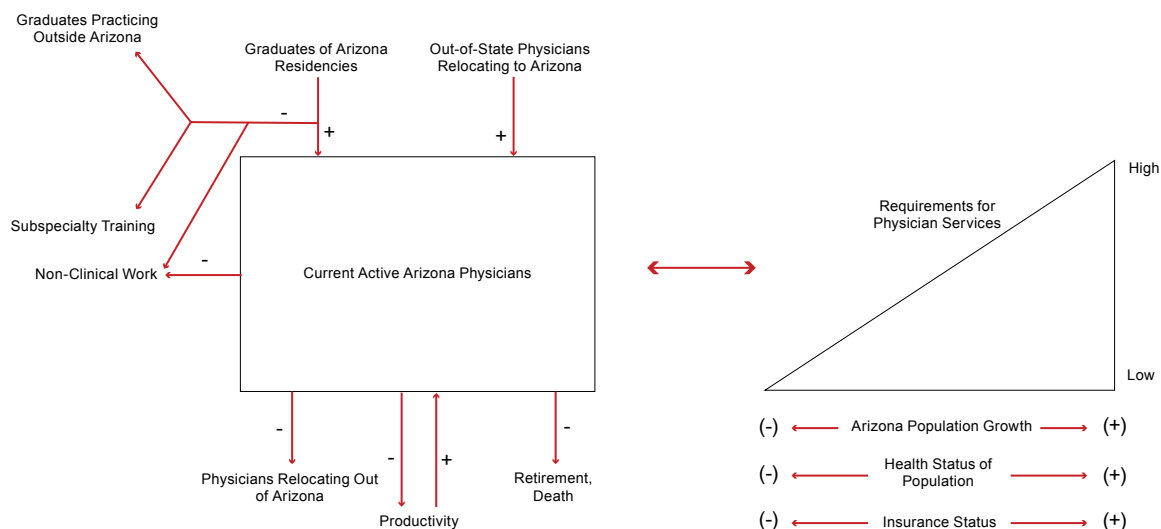 Graduates Practicing
Outside Arizona
Graduates of Arizona
Residencies
Out-of-State Physicians
Relocating to Arizona
-
+
+
High
Requirements for
Physician Services
Subspecialty Training
Non-Clinical Work
-
Current Active Arizona Physicians
Low
(-) Arizona Population Growth (+)
-
-
+
-
Physicians Relocating Out
of Arizona
Productivity
Retirement,
Death
(-) Health Status of (+)
Population
(-) Insurance Status (+)